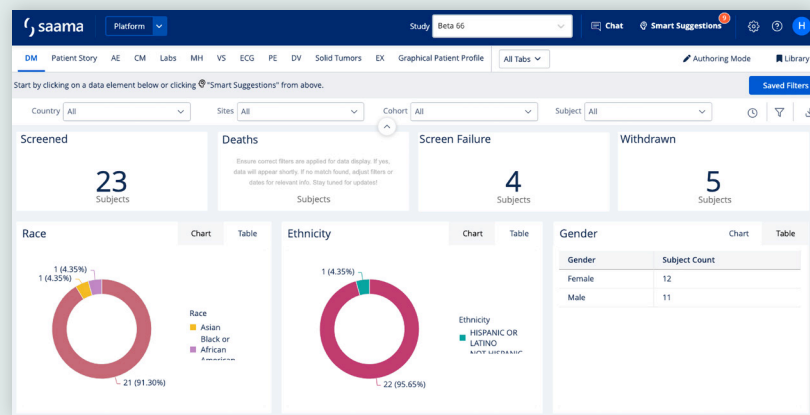 saama Platform Study Beta 66 Chat Smart Suggestions 9 H
DM Patient Story AE CM Labs MH VS ECG PE DV Solid Tumors EX Graphical Patient Profile All Tabs Authoring Mode Library
Start by clicking on a data element below or clicking "Smart Suggestions" from above. Saved Filters
Country All Sites All Cohort All Subject All
Screened Deaths Screen Failure Withdrawn
Ensure correct filters are applied for data display. If yes,
data will appear shortly. If no match found, adjust filters or
dates for relevant info. Stay tuned for updates!
23 4 5
Subjects Subjects Subjects Subjects
Race Chart Table Ethnicity Chart Table Gender Chart Table
Gender Subject Count
Female 12
Male 11
1 (4.35%)
1 (4.35%)
21 (91.30%)
Race
Asian
Black or
African
1 (4.35%)
22 (95.65%)
Ethnicity
HISPANIC OR
LATINO